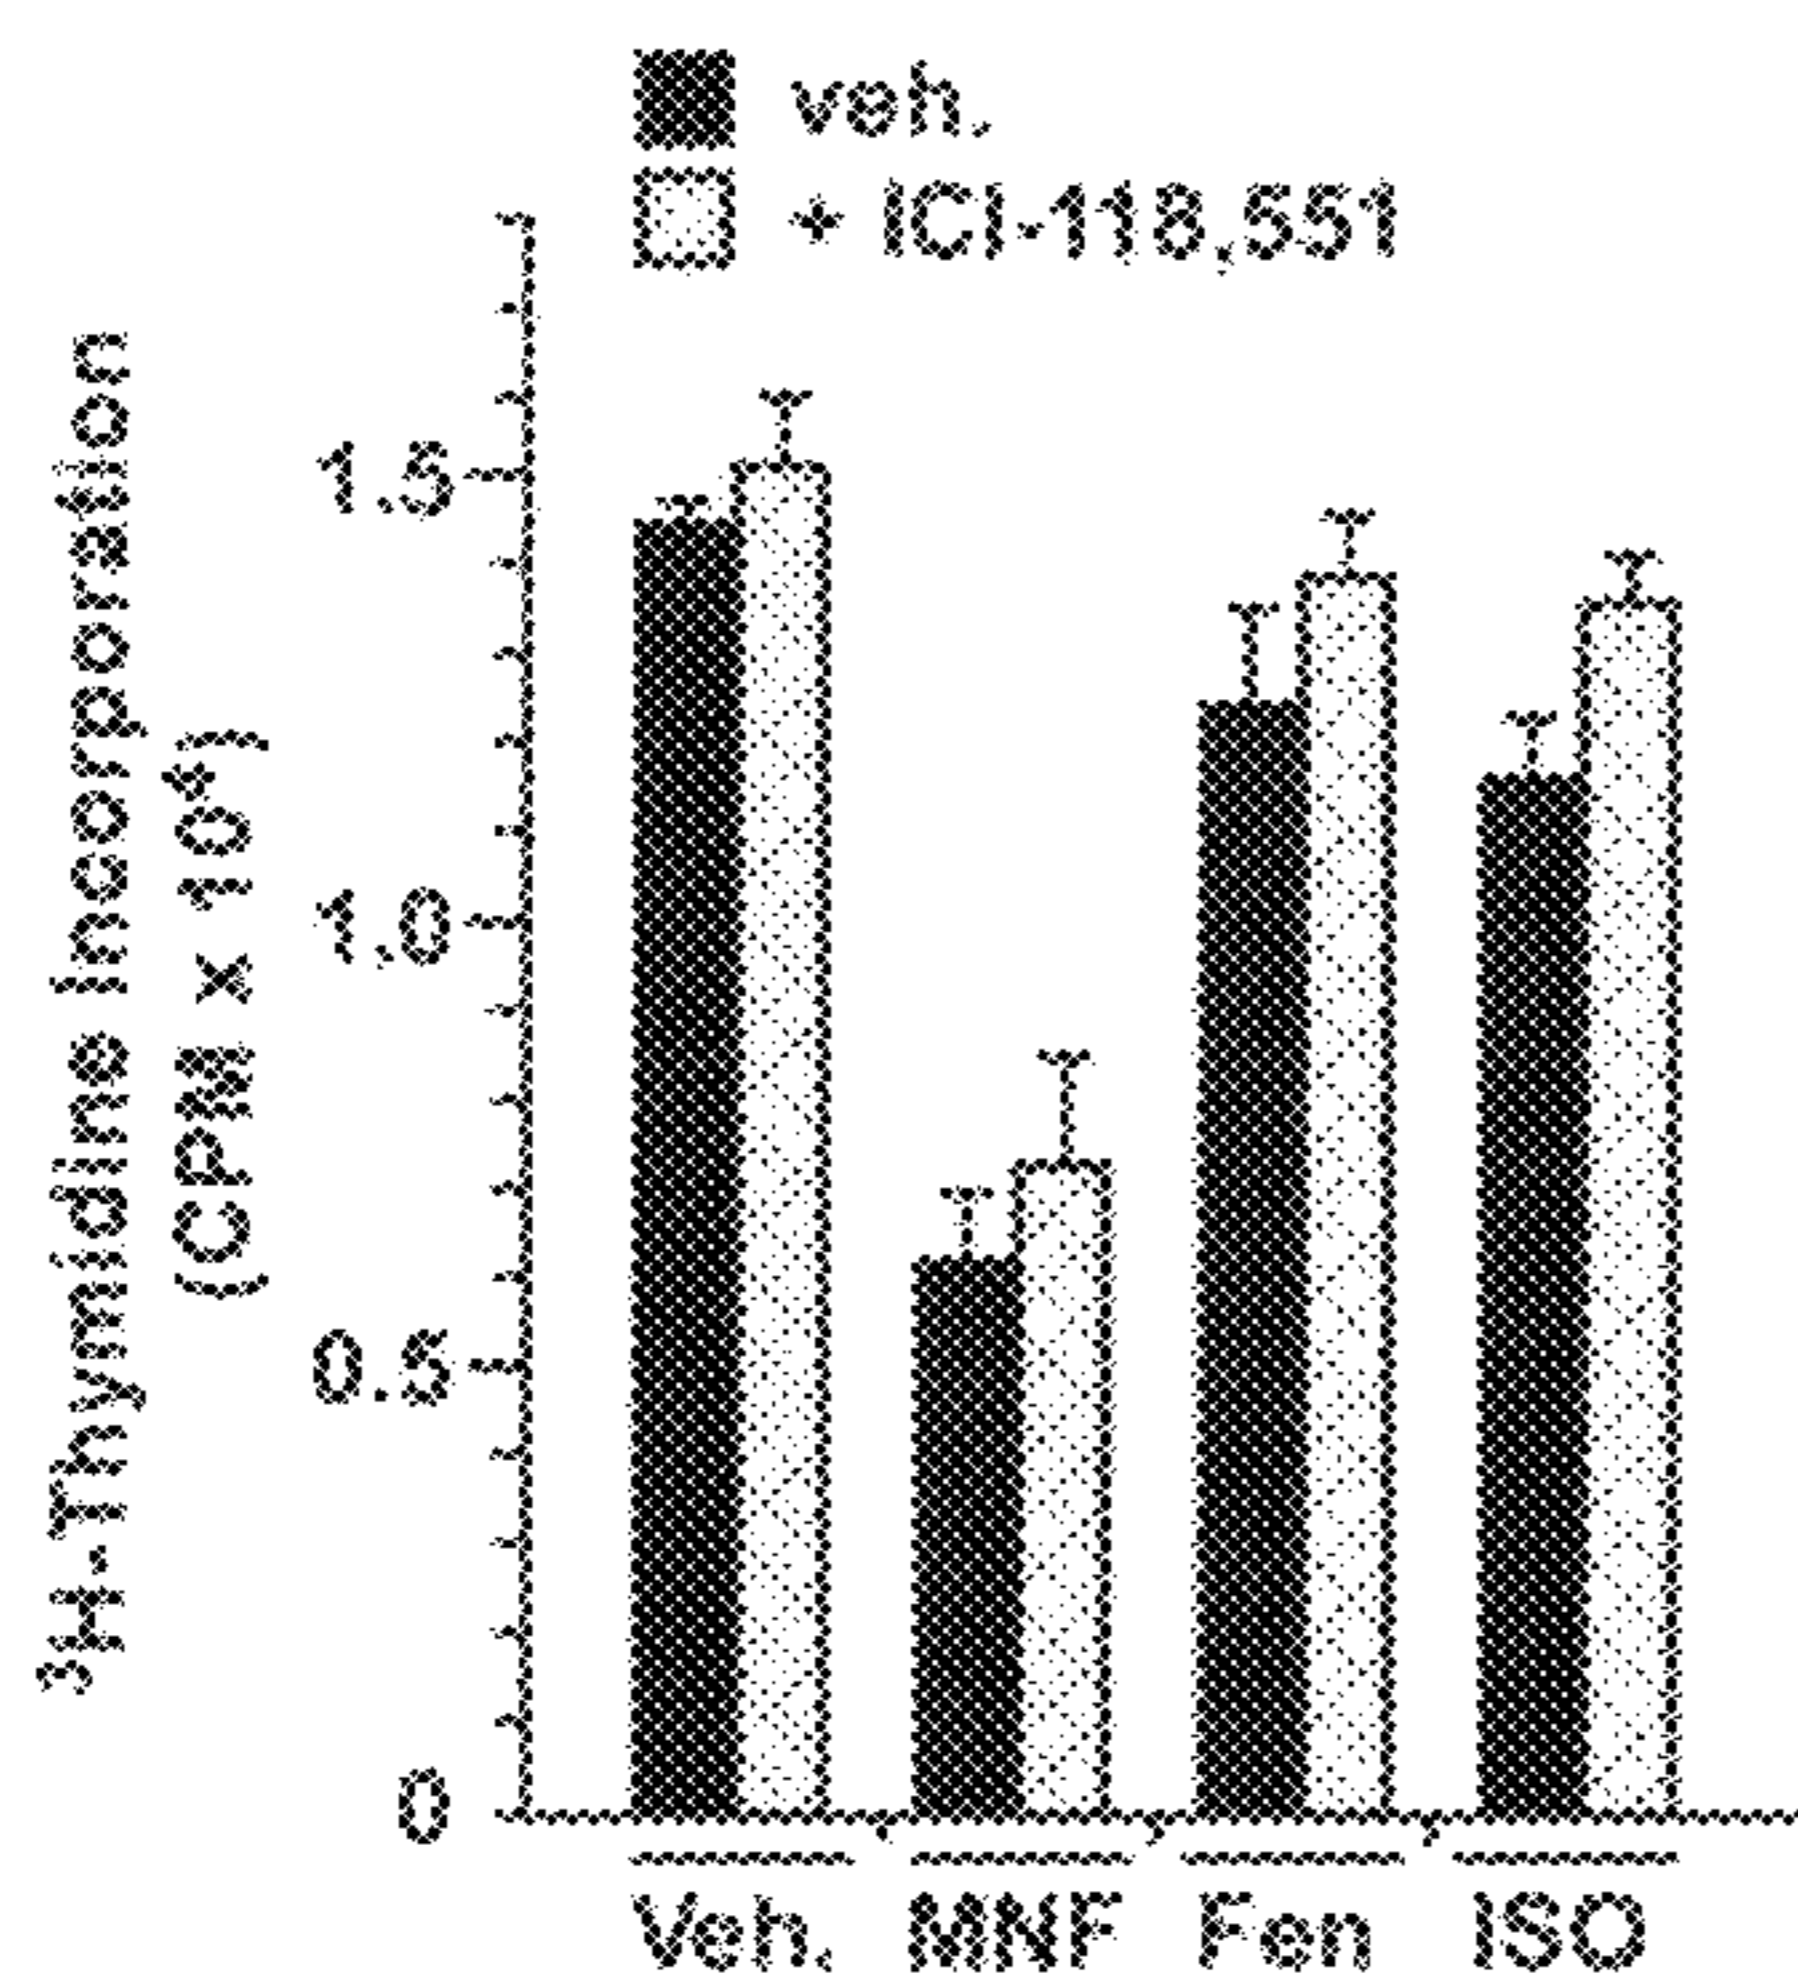 veh.
+ ICI-118,551
³H-Thymidine Incorporation
(CPM x 10⁴)
1.5
1.0
0.5
0
Veh. MNF Fen ISO